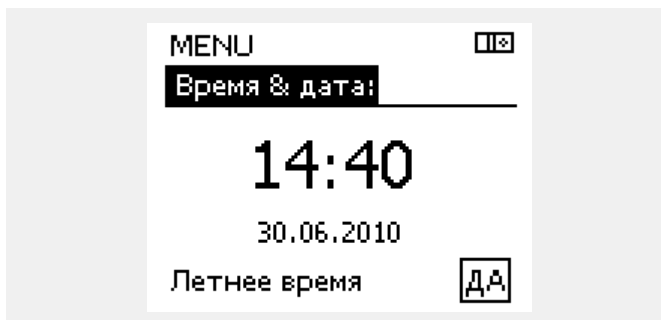 MENU
Время & дата:
14:40
30.06.2010
Летнее время ДА